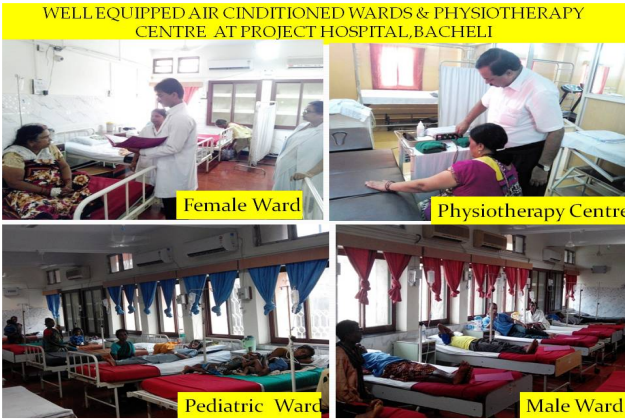 WELL EQUIPPED AIR CINDITIONED WARDS & PHYSIOTHERAPY
CENTRE AT PROJECT HOSPITAL,BACHELI
Female Ward
Physiotherapy Centre
Pediatric Ward
Male Ward